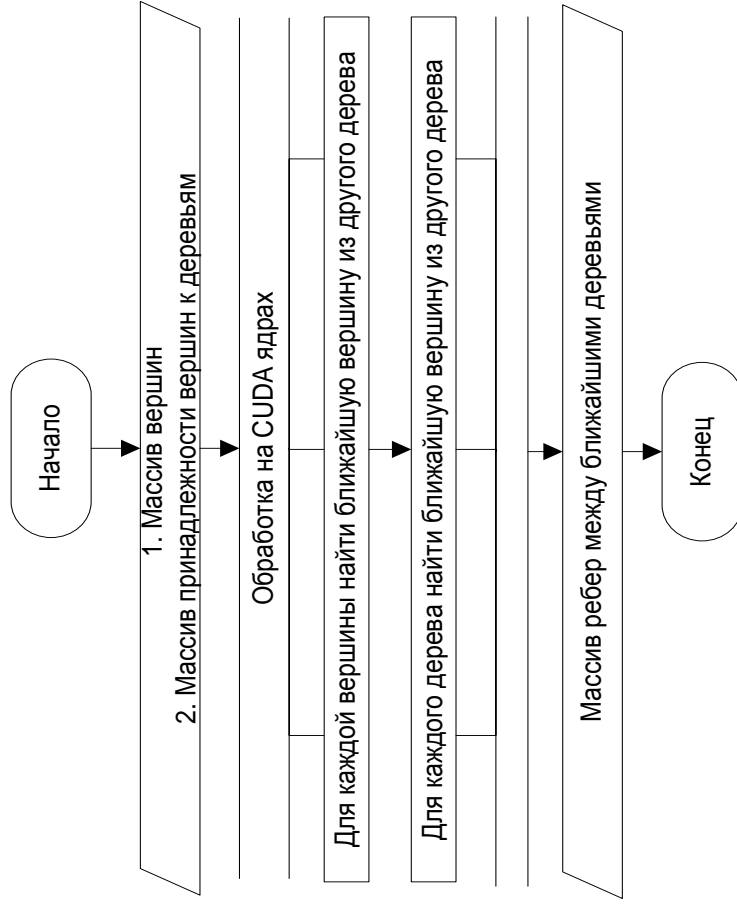 Начало
1. Массив вершин
2. Массив принадлежности вершин к деревьям
Обработка на CUDA ядрах
Для каждой вершины найти ближайшую вершину из другого дерева
Для каждого дерева найти ближайшую вершину из другого дерева
Массив ребер между ближайшими деревьями
Конец